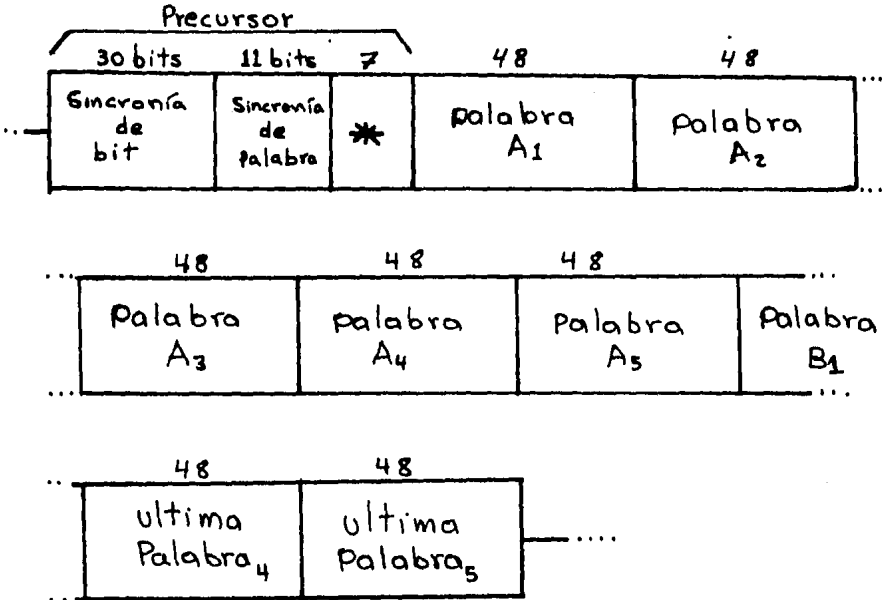 Precursor
30 bits 11 bits 7 48 48
Sincronía de bit
Sincronía de palabra
*
palabra A1
palabra A2
48 48 48
palabra A3
palabra A4
palabra A5
palabra B1
48 48
ultima Palabra4
ultima Palabra5